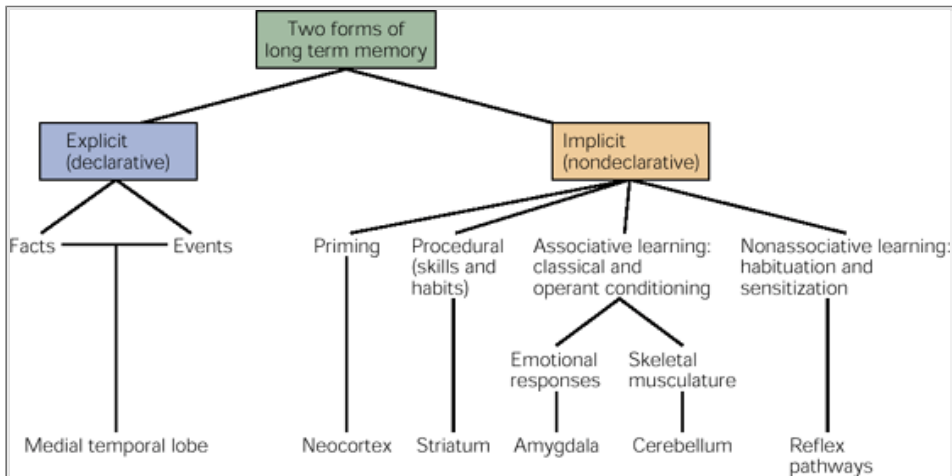 Two forms of
long term memory
Explicit
(declarative)
Implicit
(nondeclarative)
Facts
Events
Priming
Procedural
(skills and
habits)
Associative learning:
classical and
operant conditioning
Nonassociative learning:
habituation and
sensitization
Emotional
responses
Skeletal
musculature
Medial temporal lobe
Neocortex
Striatum
Amygdala
Cerebellum
Reflex
pathways